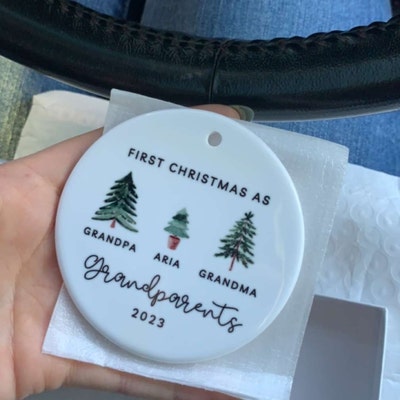 FIRST CHRISTMAS AS
GRANDPA
ARIA
GRANDMA
Grandparents
2023